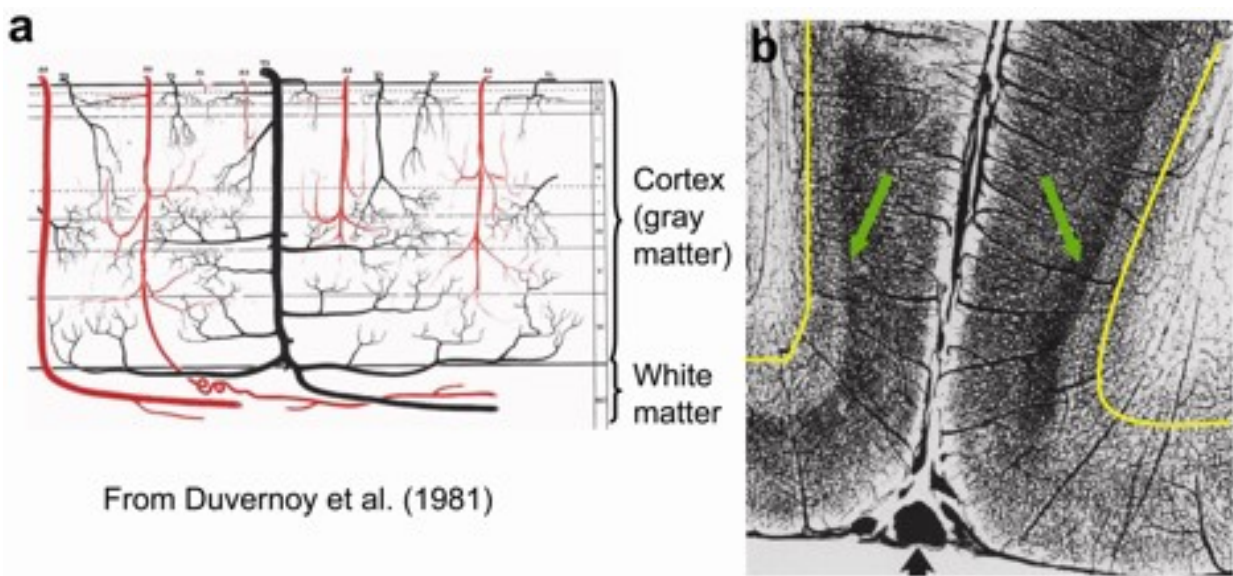 a
b
Cortex
(gray
matter)
White
matter
From Duvernoy et al. (1981)